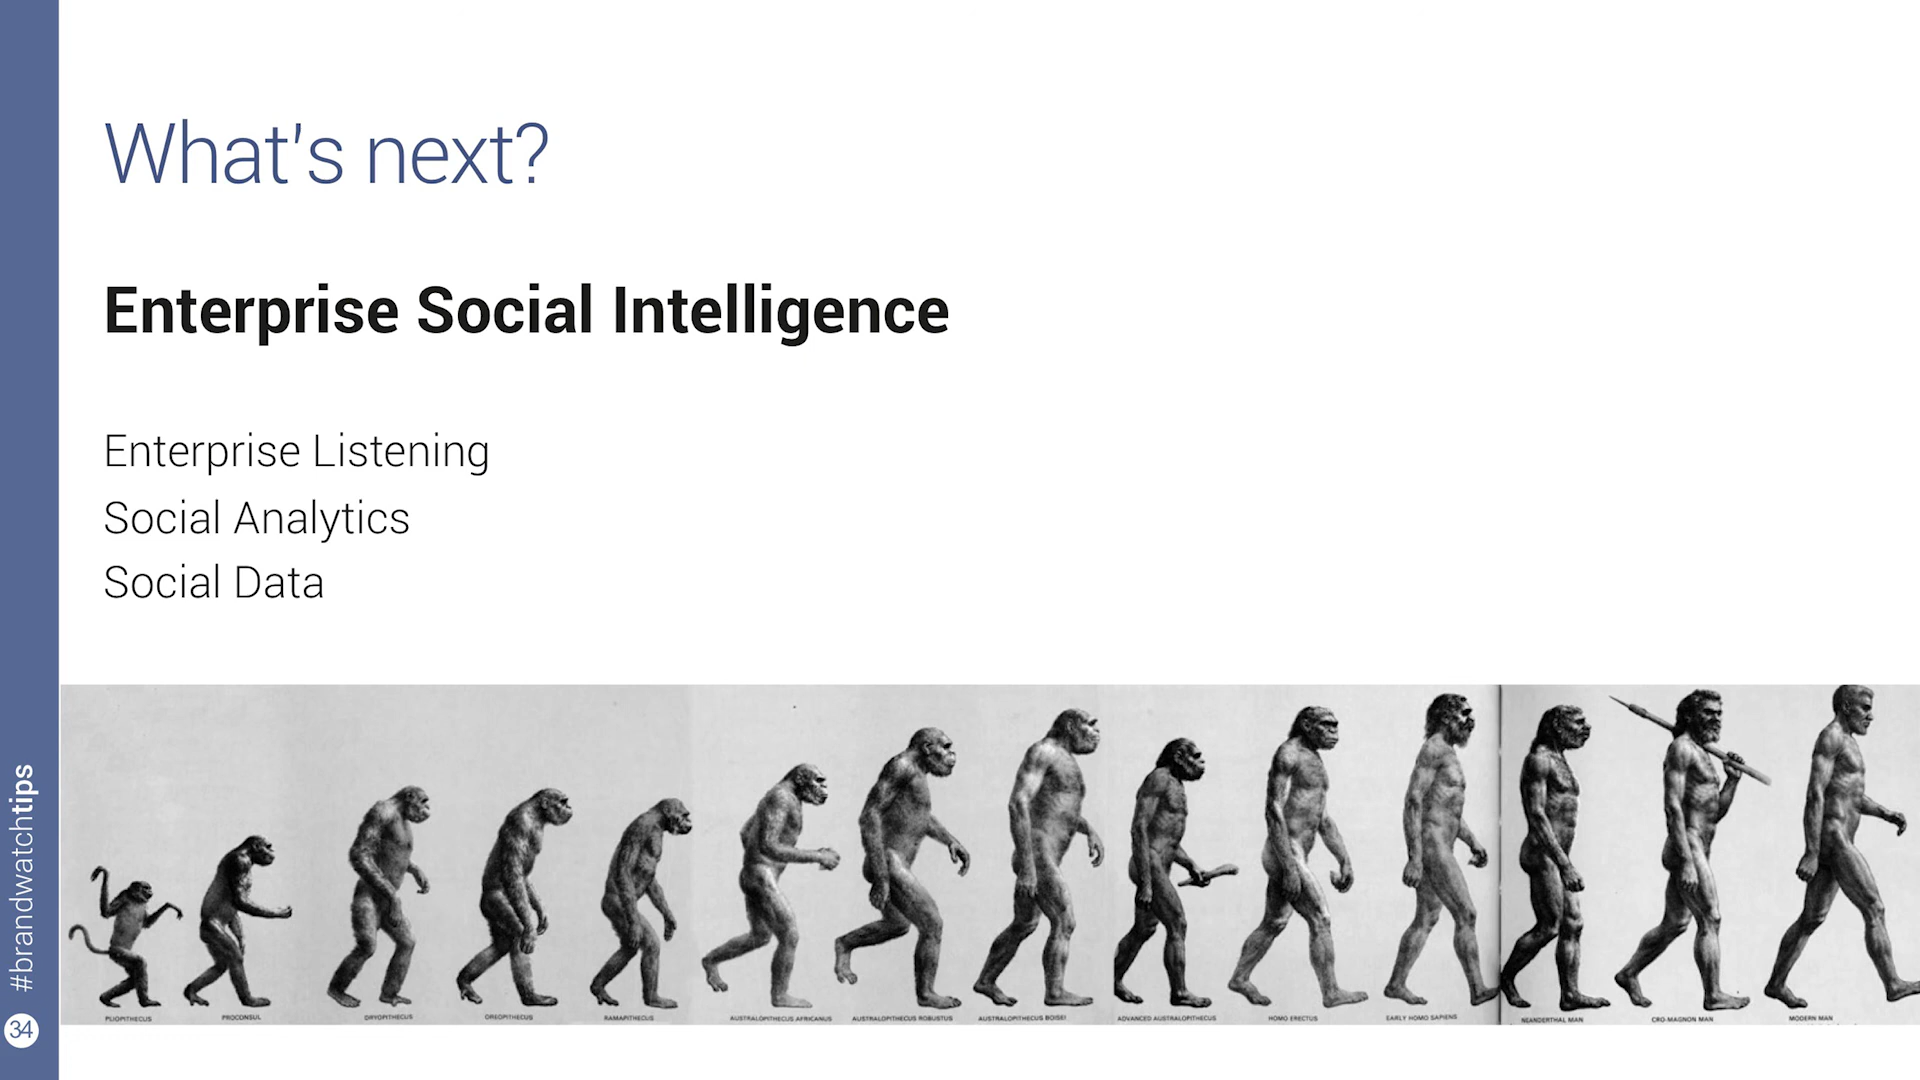 What's next?
Enterprise Social Intelligence
Enterprise Listening
Social Analytics
Social Data
#brandwatchtips
34
PLIOPITHECUS
PROCONSUL
DRYOPITHECUS
OREOPITHECUS
RAMAPITHECUS
AUSTRALOPITHECUS AFRICANUS
AUSTRALOPITHECUS ROBUSTUS
AUSTRALOPITHECUS BOISEI
ADVANCED AUSTRALOPITHECUS
HOMO ERECTUS
EARLY HOMO SAPIENS
NEANDERTHAL MAN
CRO-MAGNON MAN
MODERN MAN